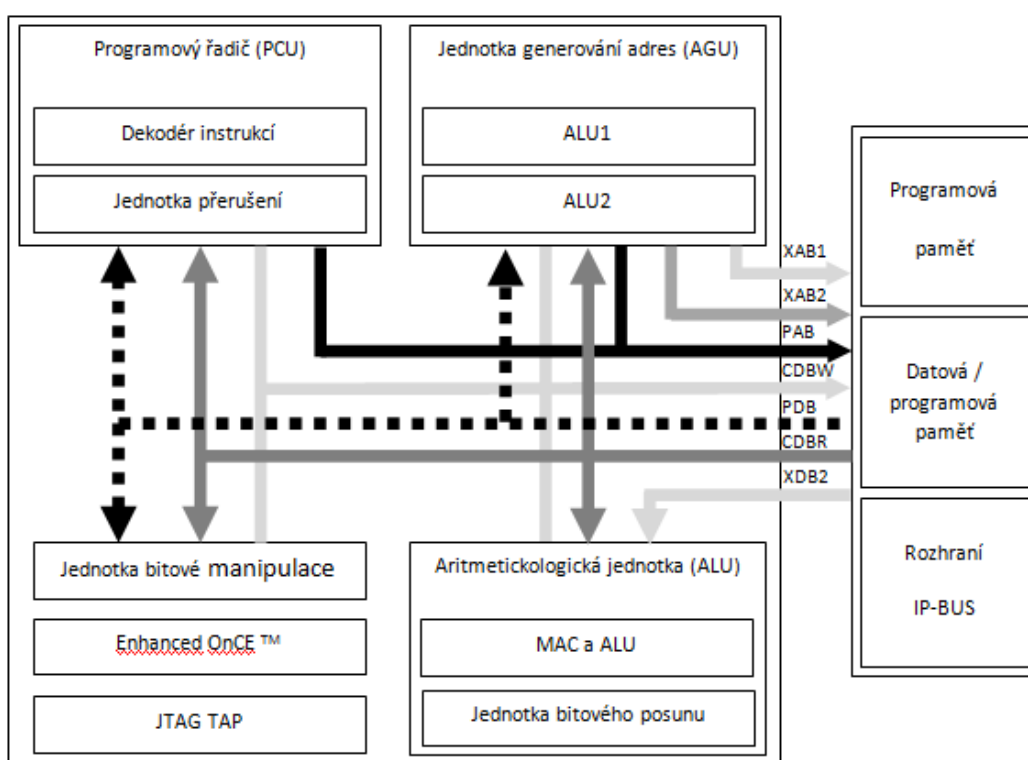 Programový řadič (PCU)
Dekodér instrukcí
Jednotka přerušení
Jednotka generování adres (AGU)
ALU1
ALU2
XAB1
XAB2
PAB
CDBW
PDB
CDBR
XDB2
Programová
paměť
Datová /
programová
paměť
Rozhraní
IP-BUS
Jednotka bitové manipulace
Enhanced OnCE ™
JTAG TAP
Aritmetickologická jednotka (ALU)
MAC a ALU
Jednotka bitového posunu